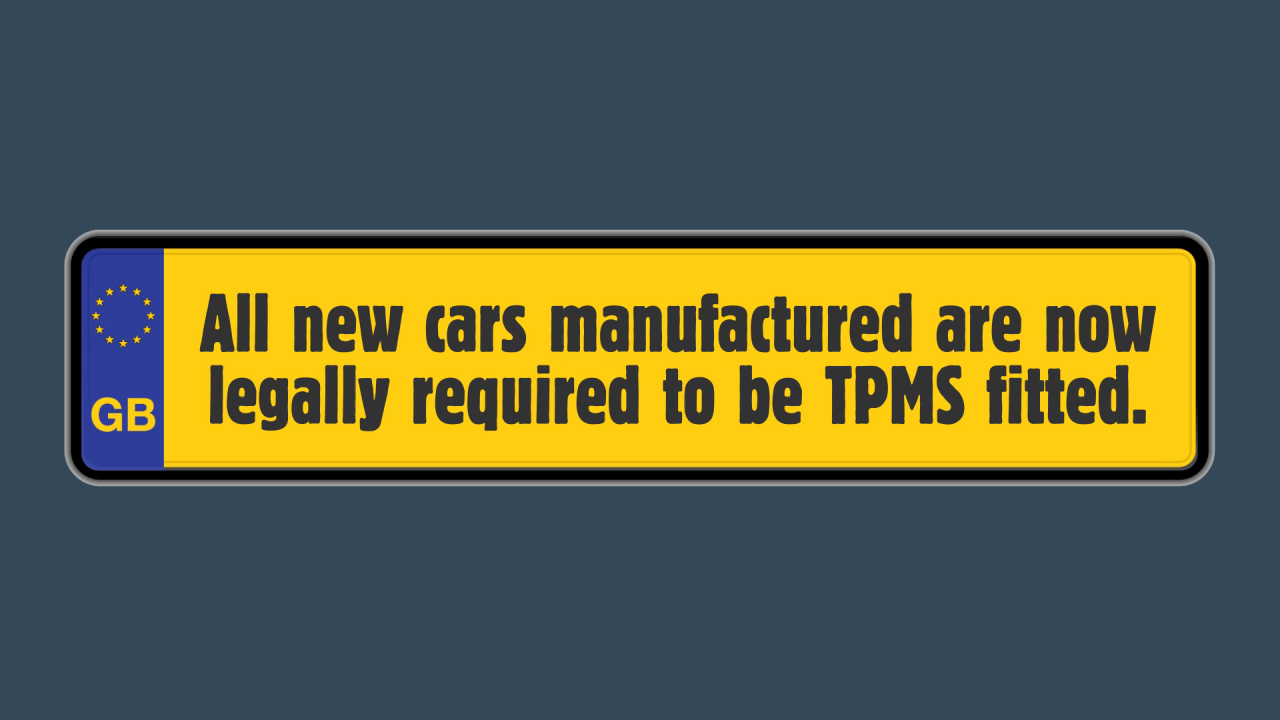 All new cars manufactured are now
legally required to be TPMS fitted.
GB